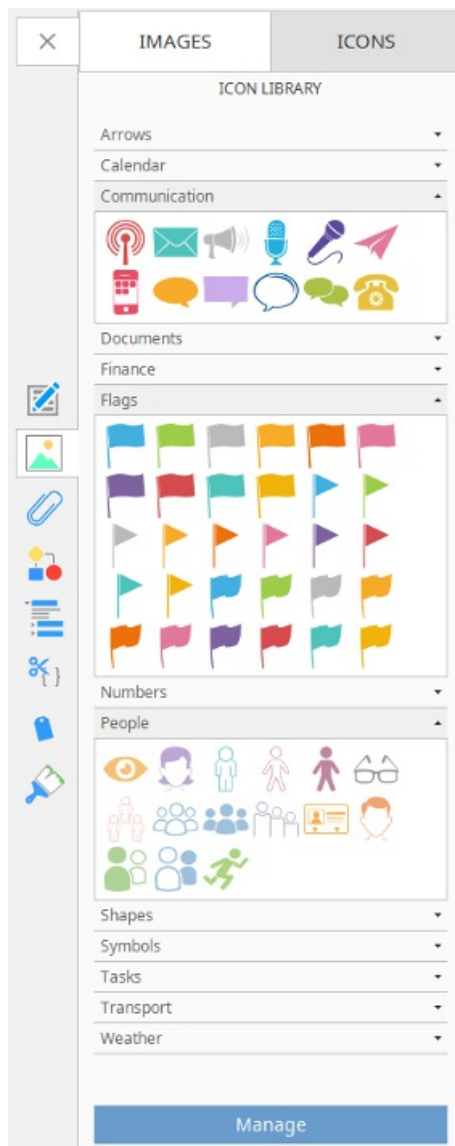 IMAGES ICONS
ICON LIBRARY
Arrows
Calendar
Communication
Documents
Finance
Flags
Numbers
People
Shapes
Symbols
Tasks
Transport
Weather
Manage